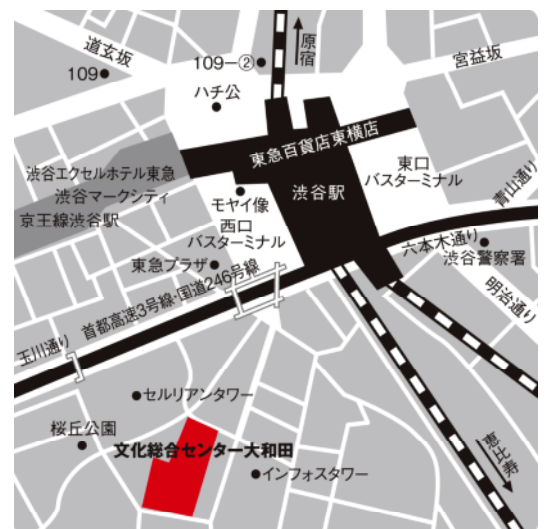 道玄坂
109
109-②
ハチ公
原宿
宮益坂
東急百貨店東横店
渋谷エクセルホテル東急
渋谷マークシティ
京王線渋谷駅
モヤイ像
西口
バスターミナル
渋谷駅
東口
バスターミナル
青山通り
六本木通り
渋谷警察署
明治通り
東急プラザ
首都高速3号線・国道246号線
玉川通り
セルリアンタワー
桜丘公園
文化総合センター大和田
インフォスタワー
恵比寿